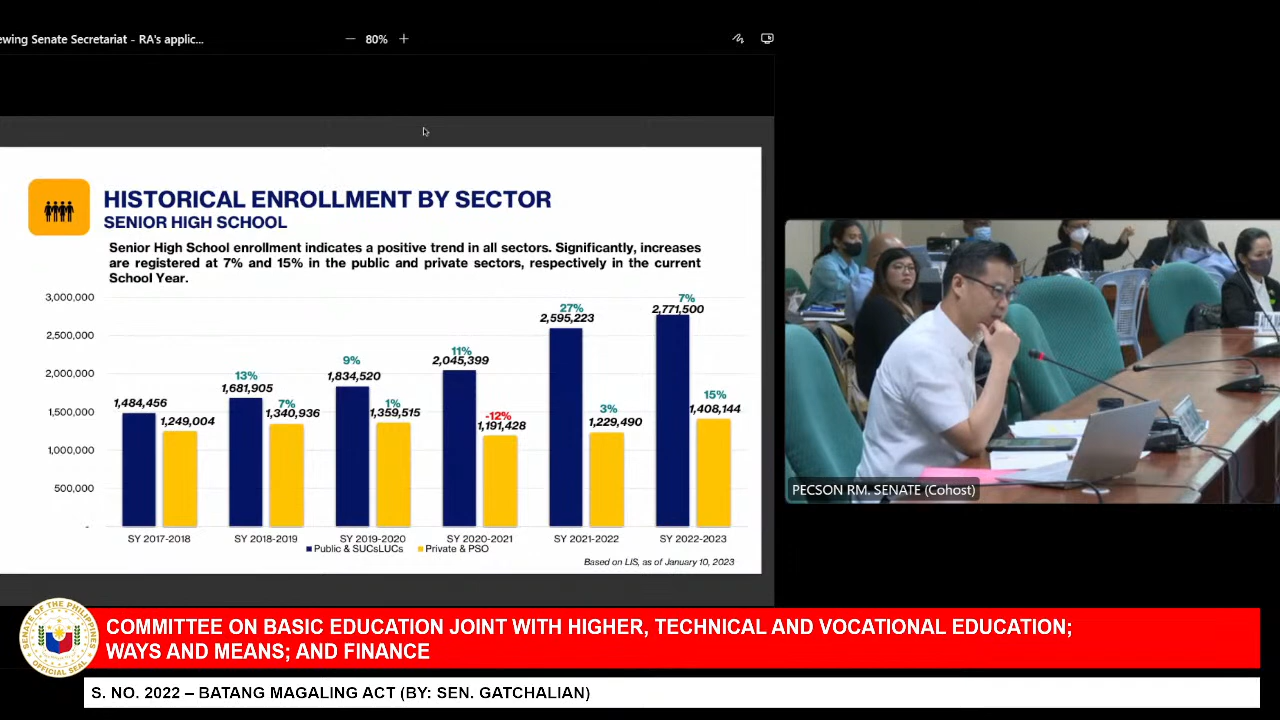 ewing Senate Secretariat - RA's applic...
80%
HISTORICAL ENROLLMENT BY SECTOR
SENIOR HIGH SCHOOL
Senior High School enrollment indicates a positive trend in all sectors. Significantly, increases
are registered at 7% and 15% in the public and private sectors, respectively in the current
School Year.
3,000,000
2,500,000
2,000,000
1,500,000
1,000,000
500,000
-
1,484,456
1,249,004
13%
1,681,905
7%
1,340,936
9%
1,834,520
1%
1,359,515
11%
2,045,399
-12%
1,191,428
27%
2,595,223
3%
1,229,490
7%
2,771,500
15%
1,408,144
SY 2017-2018
SY 2018-2019
SY 2019-2020
SY 2020-2021
SY 2021-2022
SY 2022-2023
Public & SUCsLUCs
Private & PSO
Based on LIS, as of January 10, 2023
PECSON RM. SENATE (Cohost)
SENATE OF THE PHILIPPINES
OFFICIAL SEAL
COMMITTEE ON BASIC EDUCATION JOINT WITH HIGHER, TECHNICAL AND VOCATIONAL EDUCATION;
WAYS AND MEANS; AND FINANCE
S. NO. 2022 – BATANG MAGALING ACT (BY: SEN. GATCHALIAN)